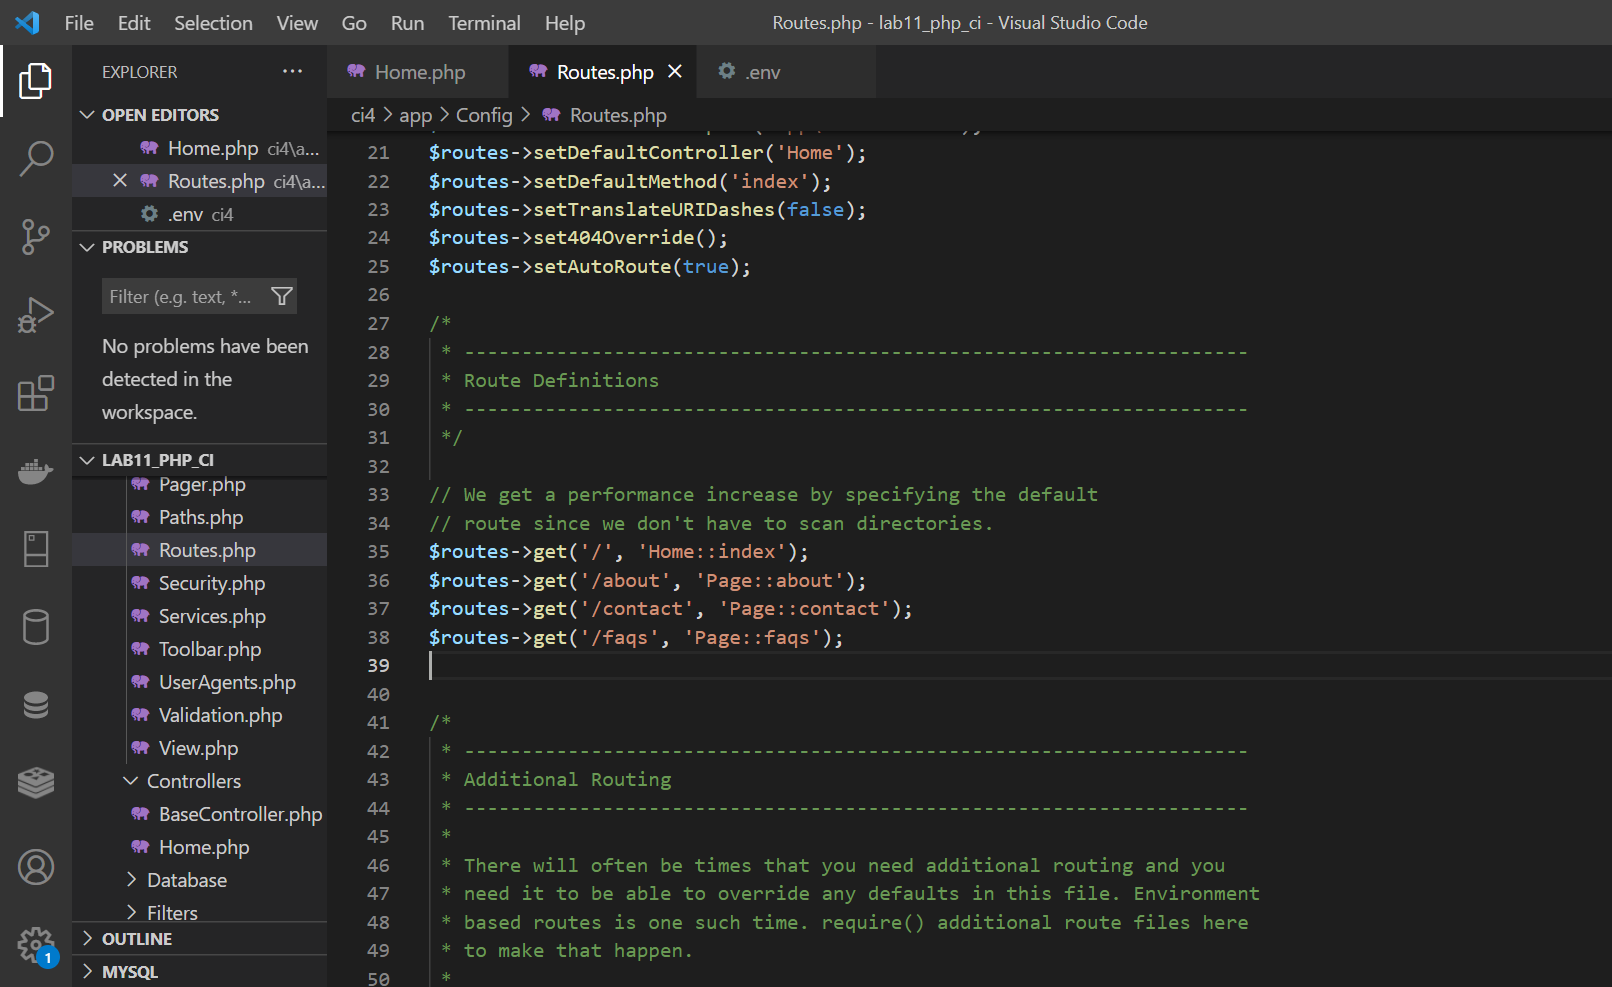 File Edit Selection View Go Run Terminal Help
Routes.php - lab11_php_ci - Visual Studio Code
EXPLORER ...
OPEN EDITORS
Home.php ci4\a...
Routes.php ci4\a...
.env ci4
PROBLEMS
Filter (e.g. text, *...
No problems have been
detected in the
workspace.
LAB11_PHP_CI
Pager.php
Paths.php
Routes.php
Security.php
Services.php
Toolbar.php
UserAgents.php
Validation.php
View.php
Controllers
BaseController.php
Home.php
Database
Filters
OUTLINE
MYSQL
1
Home.php Routes.php .env
ci4 > app > Config > Routes.php
21 $routes->setDefaultController('Home');
22 $routes->setDefaultMethod('index');
23 $routes->setTranslateURIDashes(false);
24 $routes->set404Override();
25 $routes->setAutoRoute(true);
26
27 /*
28 * --------------------------------------------------------------------
29 * Route Definitions
30 * --------------------------------------------------------------------
31 */
32
33 // We get a performance increase by specifying the default
34 // route since we don't have to scan directories.
35 $routes->get('/', 'Home::index');
36 $routes->get('/about', 'Page::about');
37 $routes->get('/contact', 'Page::contact');
38 $routes->get('/faqs', 'Page::faqs');
39
40
41 /*
42 * --------------------------------------------------------------------
43 * Additional Routing
44 * --------------------------------------------------------------------
45 *
46 * There will often be times that you need additional routing and you
47 * need it to be able to override any defaults in this file. Environment
48 * based routes is one such time. require() additional route files here
49 * to make that happen.
50 *